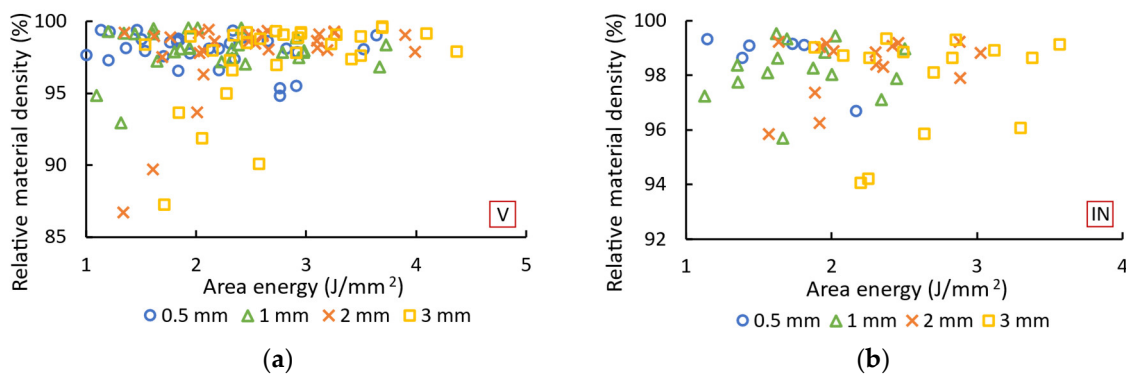 Relative material density (%)
100
95
90
85
1 2 3 4 5
Area energy (J/mm²)
V
0.5 mm 1 mm 2 mm 3 mm
(a)
Relative material density (%)
100
98
96
94
92
1 2 3 4
Area energy (J/mm²)
IN
0.5 mm 1 mm 2 mm 3 mm
(b)